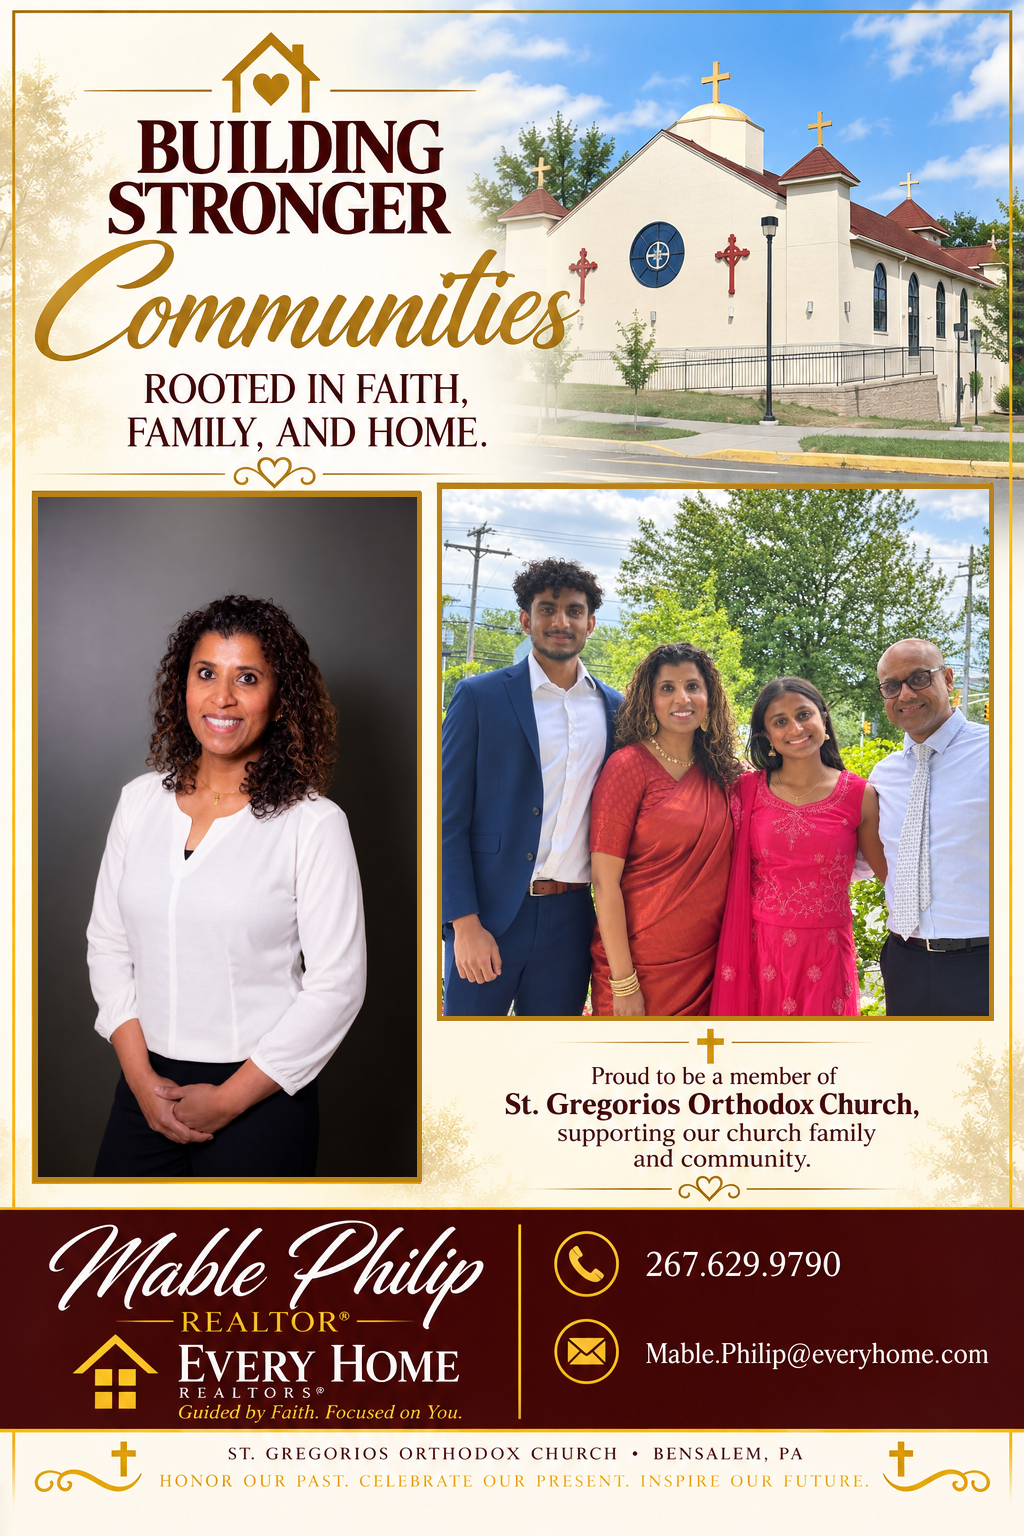 BUILDING
STRONGER
Communities
ROOTED IN FAITH,
FAMILY, AND HOME.
Proud to be a member of
St. Gregorios Orthodox Church,
supporting our church family
and community.
Mable Philip
REALTOR®
EVERY HOME
REALTORS®
Guided by Faith. Focused on You.
267.629.9790
Mable.Philip@everyhome.com
ST. GREGORIOS ORTHODOX CHURCH • BENSALEM, PA
HONOR OUR PAST. CELEBRATE OUR PRESENT. INSPIRE OUR FUTURE.